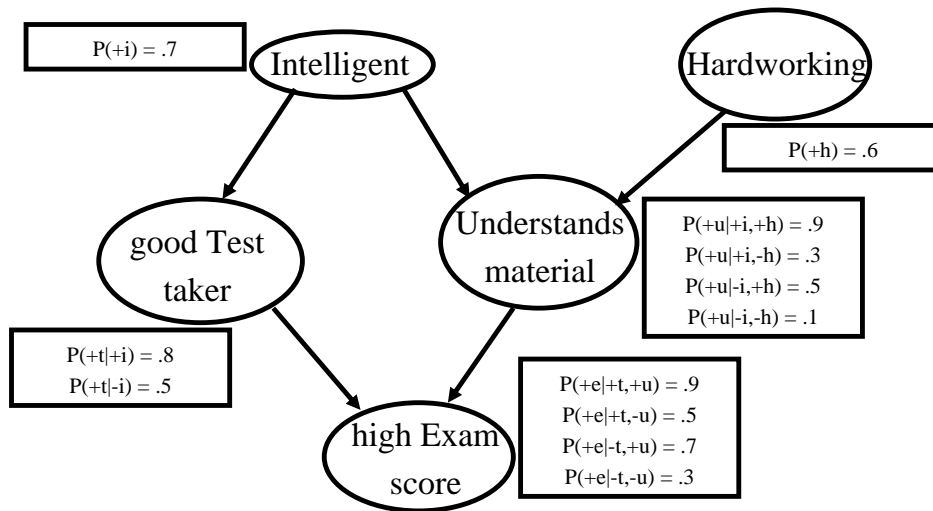 P(+i) = .7
Intelligent
Hardworking
P(+h) = .6
good Test
taker
Understands
material
P(+u|+i,+h) = .9
P(+u|+i,-h) = .3
P(+u|-i,+h) = .5
P(+u|-i,-h) = .1
P(+t|+i) = .8
P(+t|-i) = .5
high Exam
score
P(+e|+t,+u) = .9
P(+e|+t,-u) = .5
P(+e|-t,+u) = .7
P(+e|-t,-u) = .3